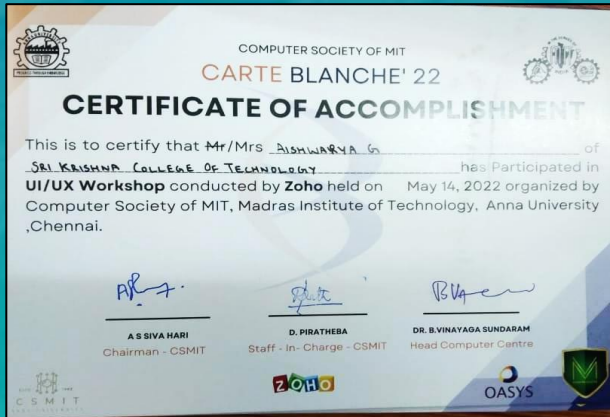 COMPUTER SOCIETY OF MIT
CARTE BLANCHE' 22
CERTIFICATE OF ACCOMPLISHMENT
This is to certify that Mr/Mrs AISHWARYA G of
SRI KRISHNA COLLEGE OF TECHNOLOGY has Participated in
UI/UX Workshop conducted by Zoho held on May 14, 2022 organized by
Computer Society of MIT, Madras Institute of Technology, Anna University
,Chennai.
A S SIVA HARI
Chairman - CSMIT
D. PIRATHEBA
Staff - In- Charge - CSMIT
DR. B.VINAYAGA SUNDARAM
Head Computer Centre
CSMIT
ZOHO
OASYS